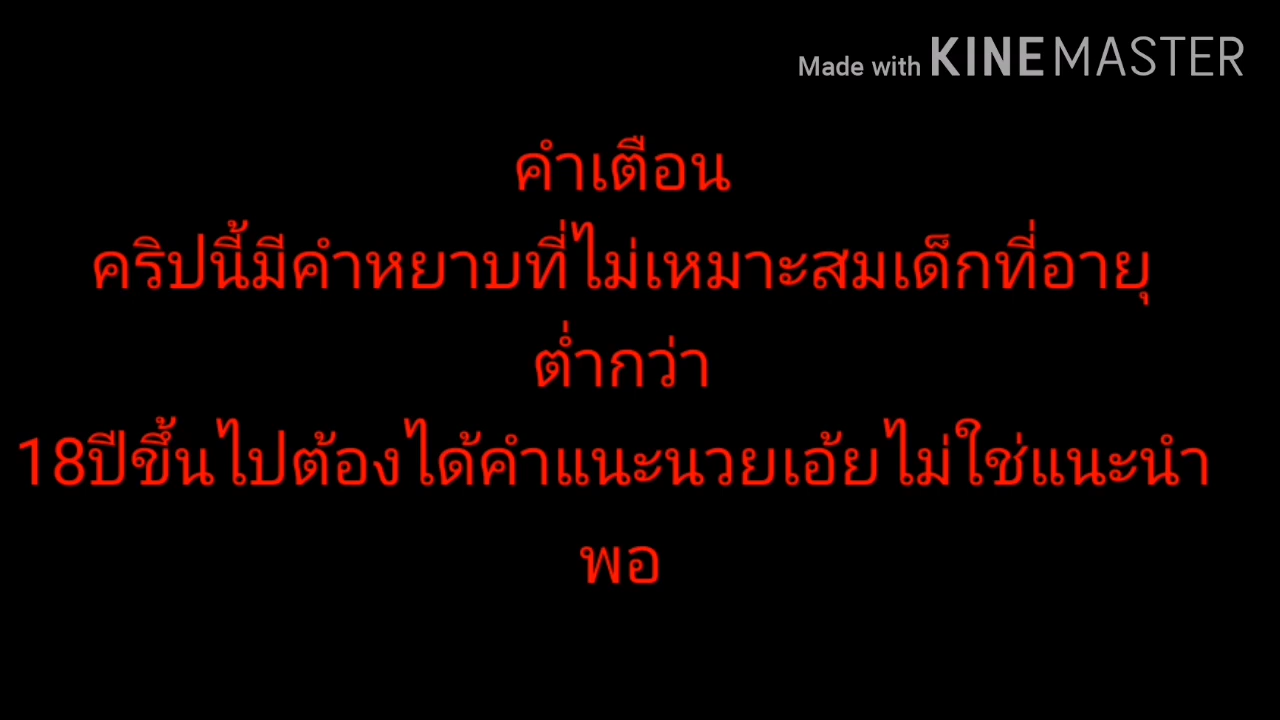 Made with KINEMASTER
คำเตือน
คริปนี้มีคำหยาบที่ไม่เหมาะสมเด็กที่อายุ
ต่ำกว่า
18ปีขึ้นไปต้องได้คำแนะนวยเอ้ยไม่ใช่แนะนำ
พอ